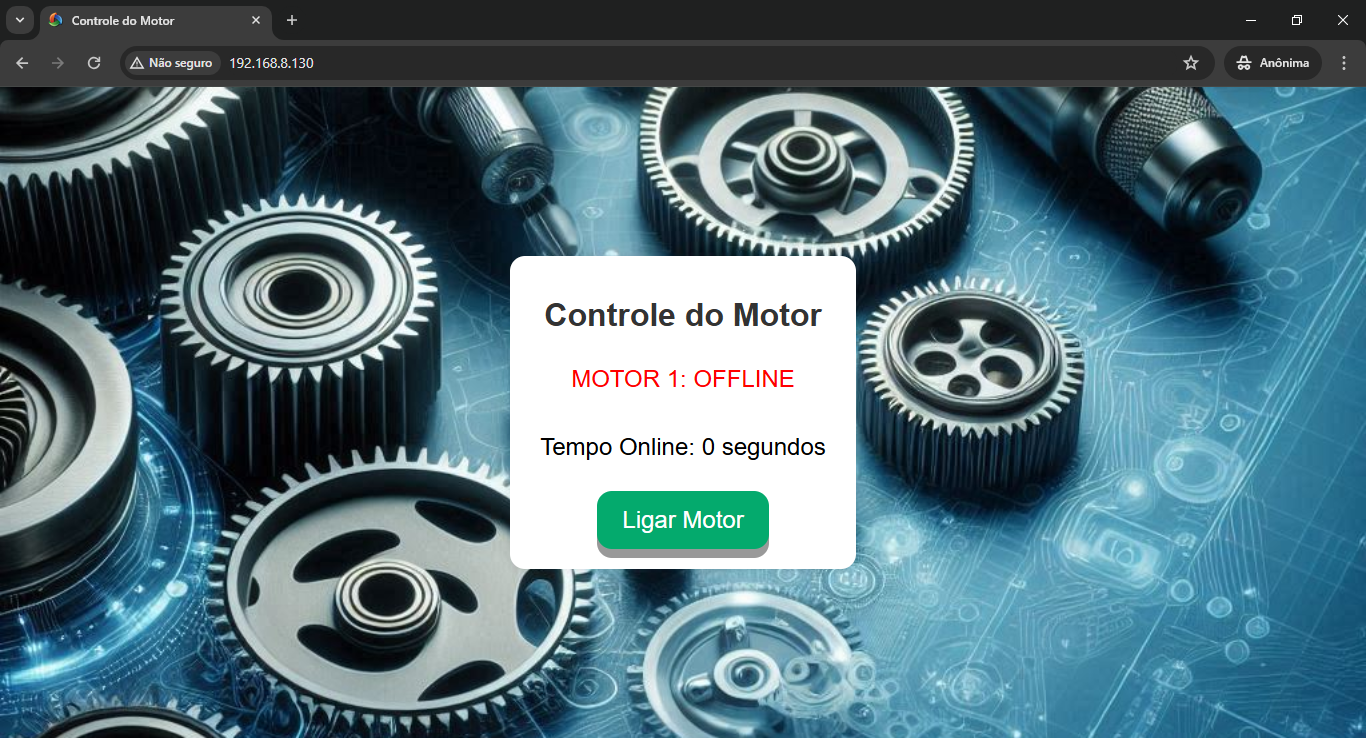 Controle do Motor
Não seguro
192.168.8.130
Anônima
Controle do Motor
MOTOR 1: OFFLINE
Tempo Online: 0 segundos
Ligar Motor